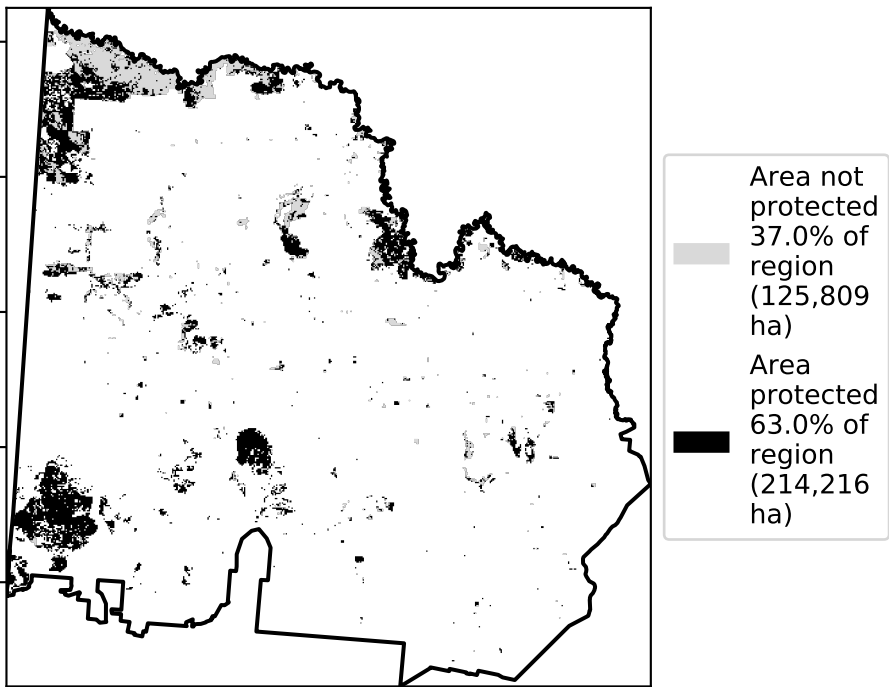 Area not
protected
37.0% of
region
(125,809
ha)
Area
protected
63.0% of
region
(214,216
ha)